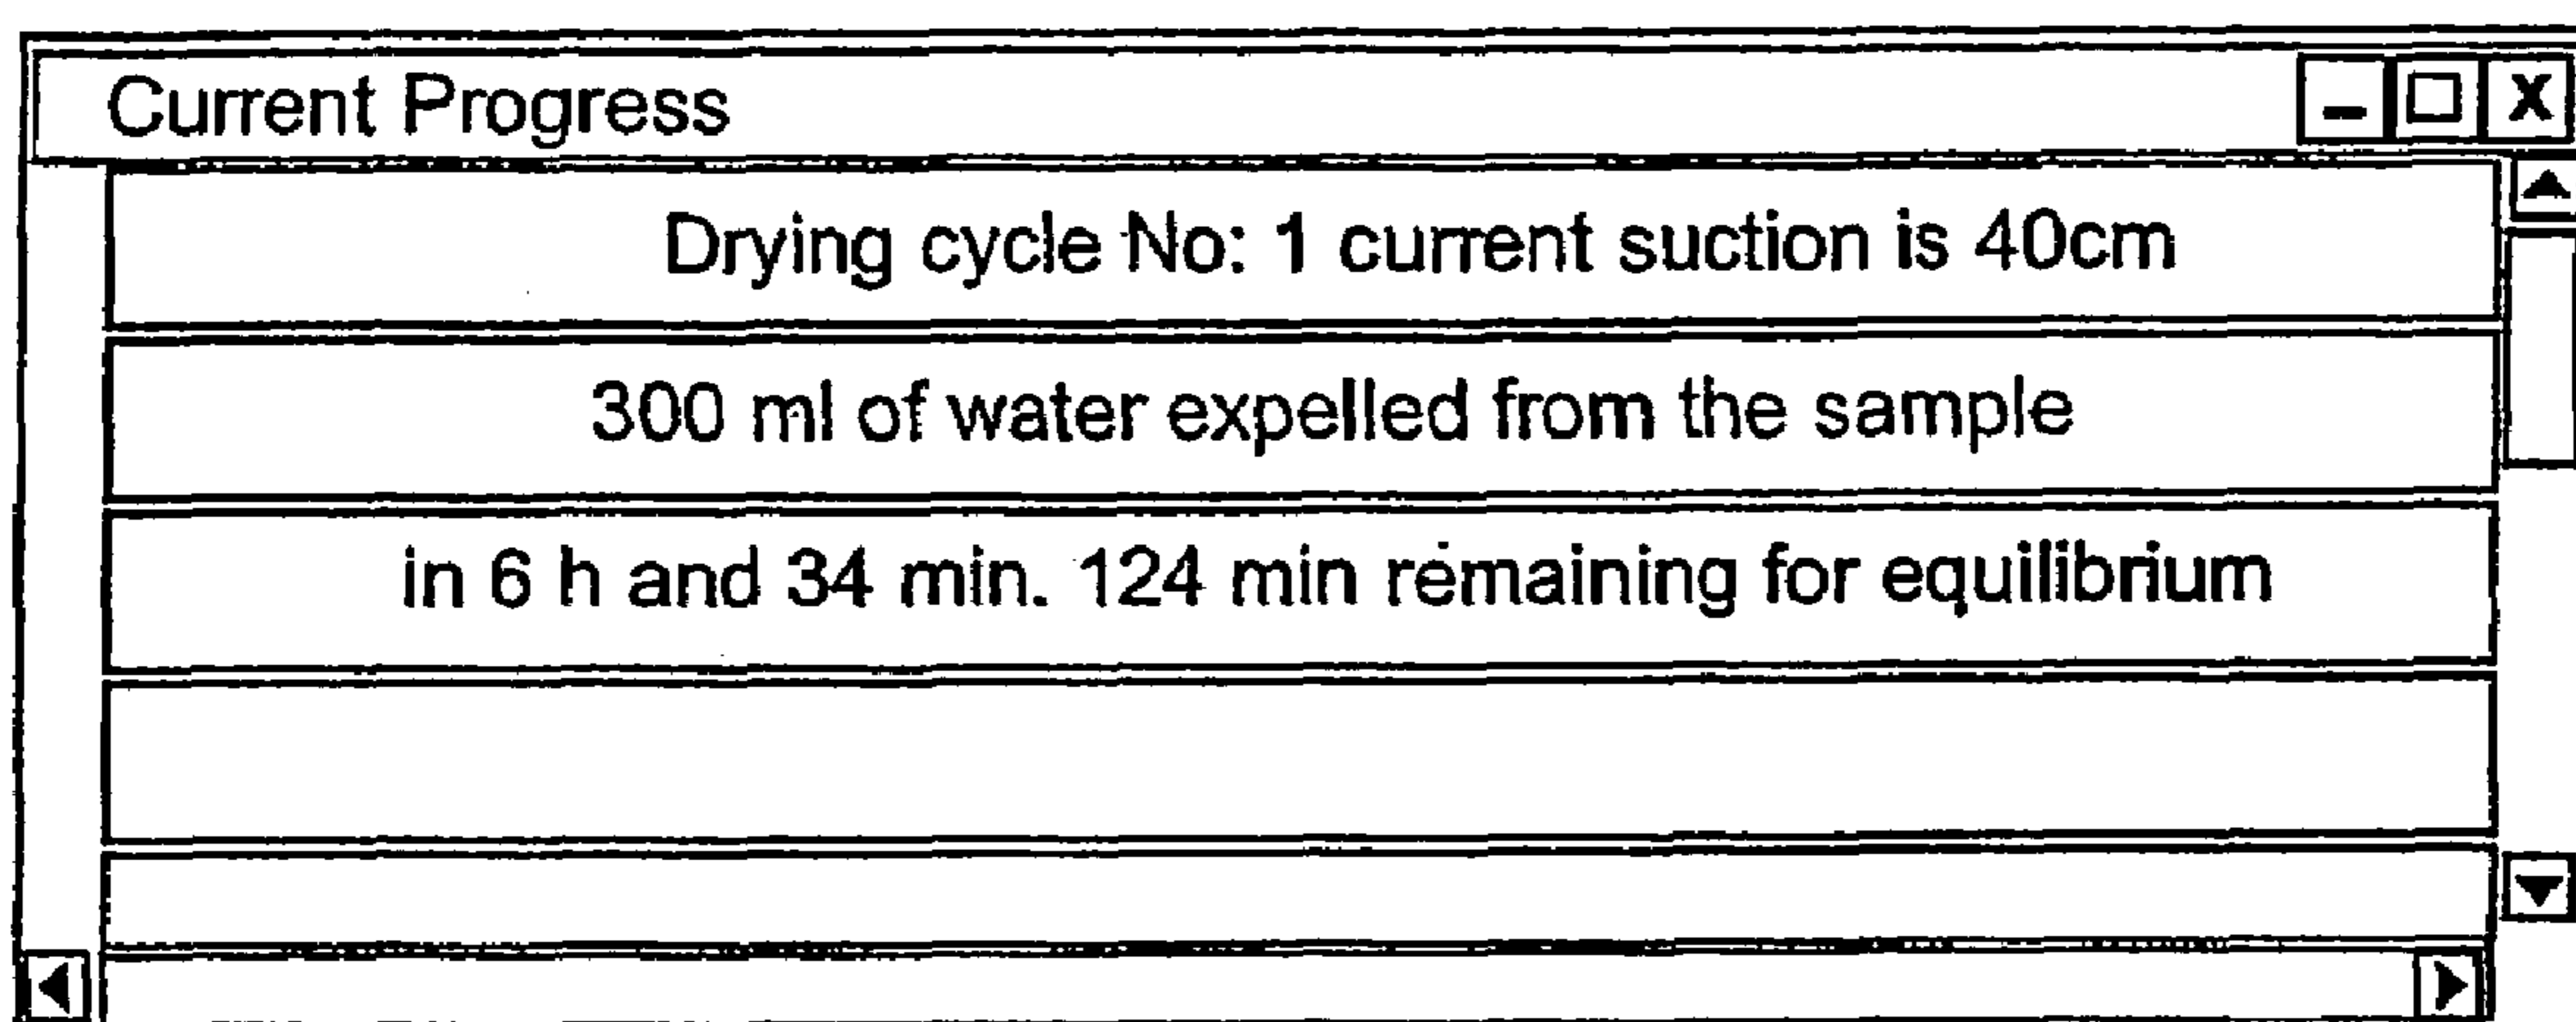 Current Progress
Drying cycle No: 1 current suction is 40cm
300 ml of water expelled from the sample
in 6 h and 34 min. 124 min remaining for equilibrium